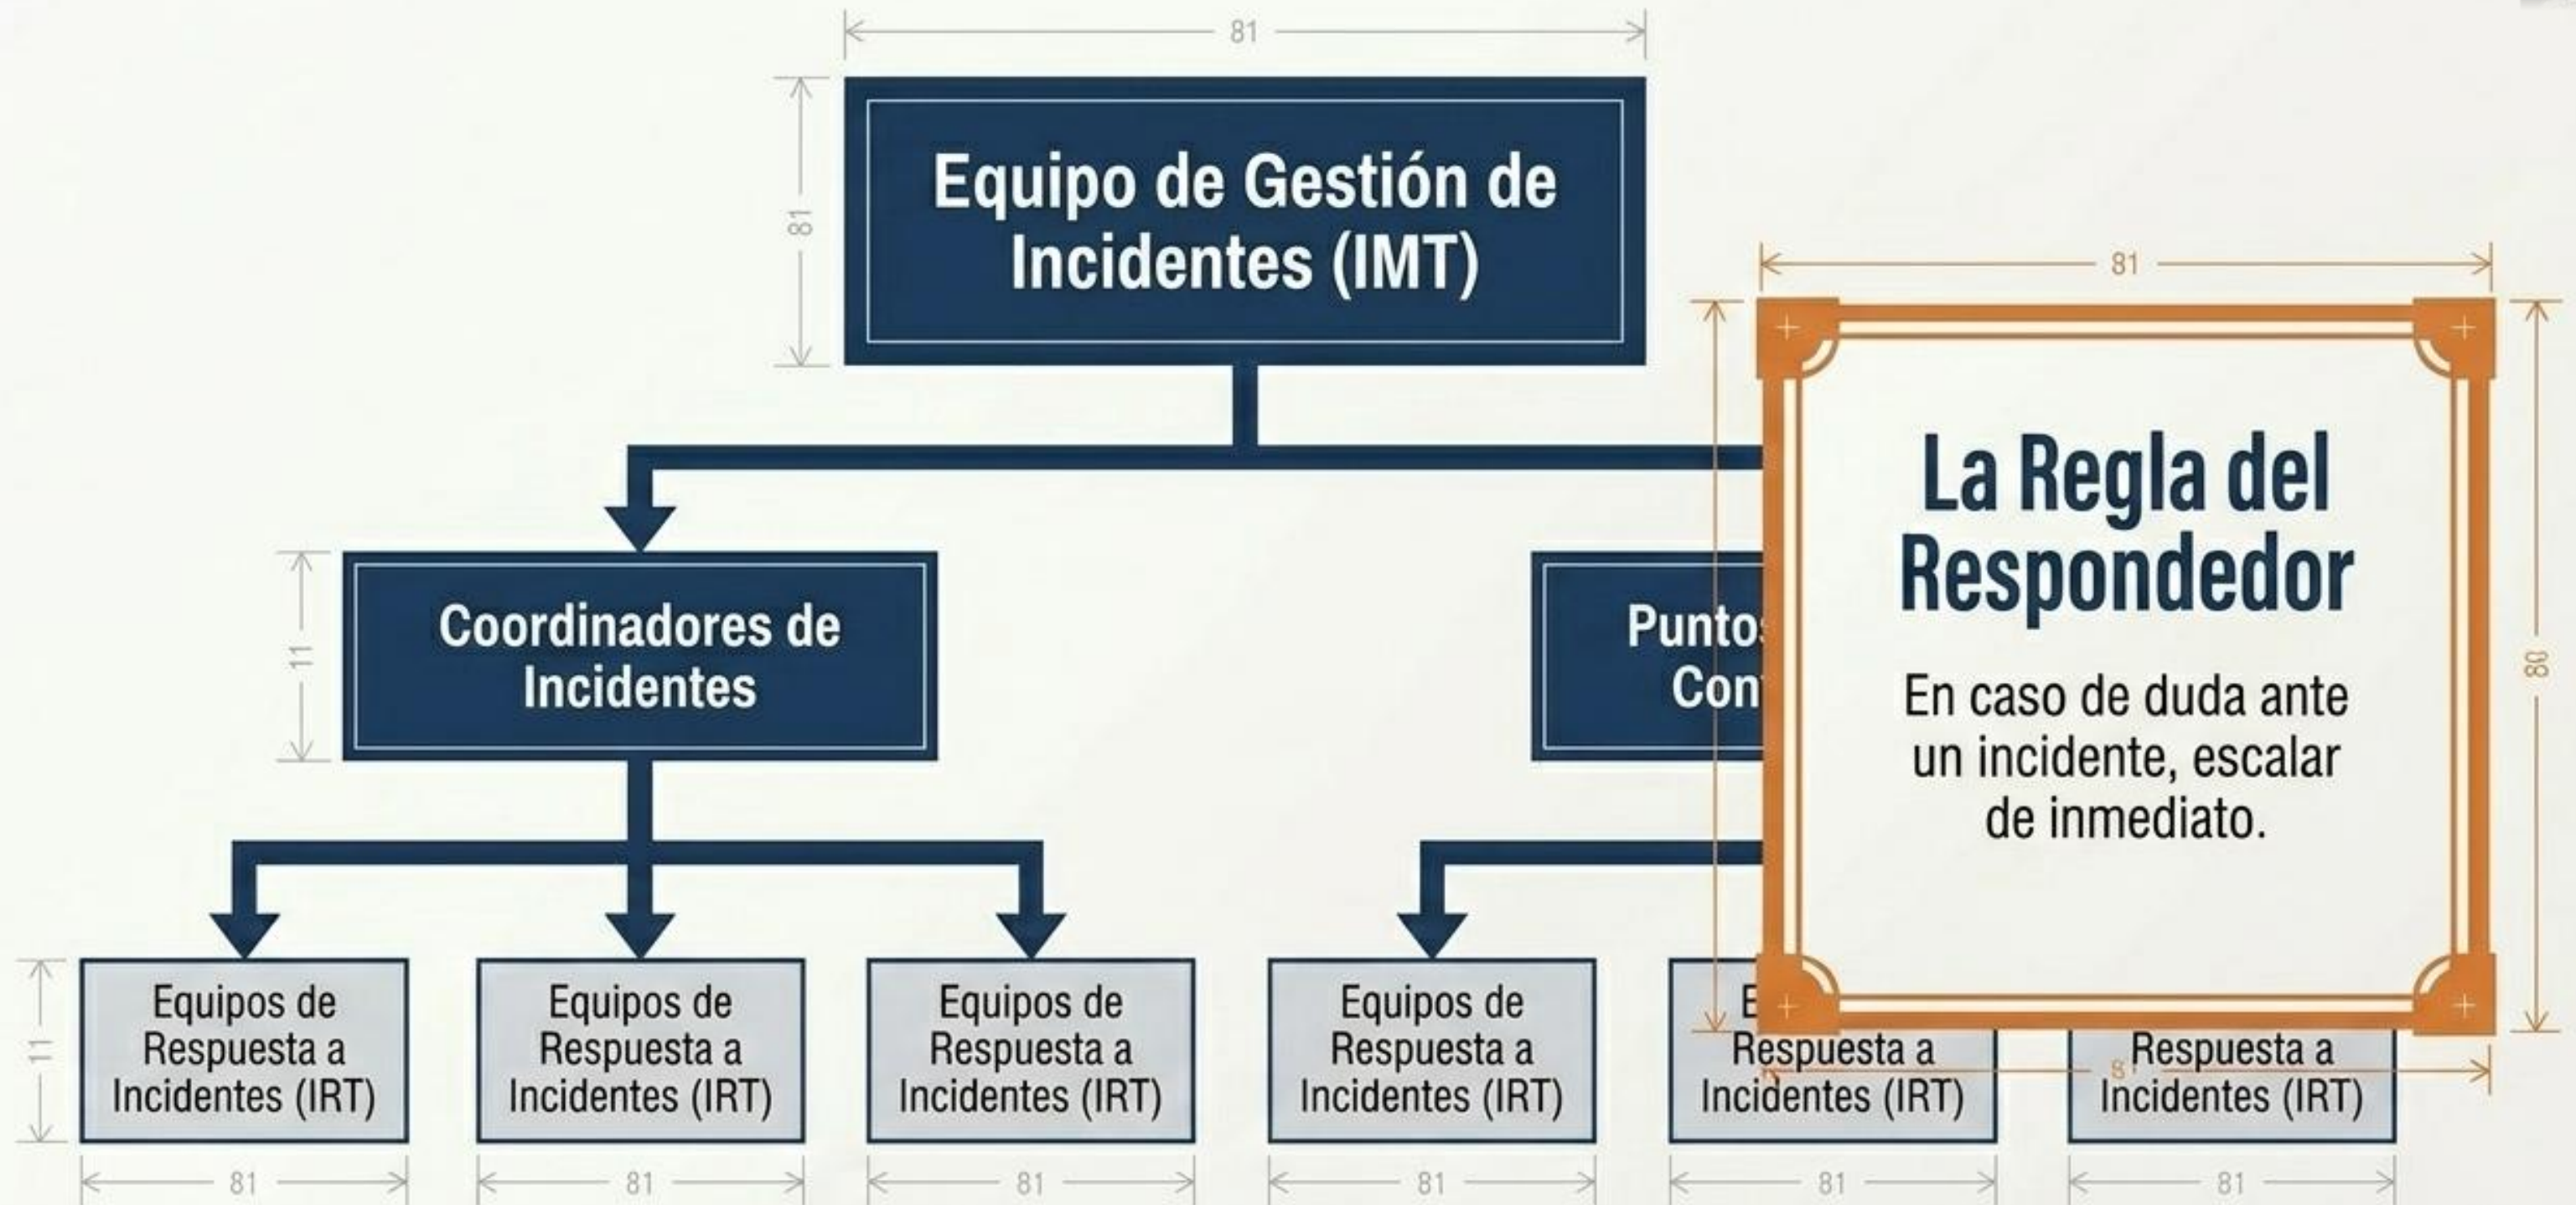 81
81
Equipo de Gestión de
Incidentes (IMT)
81
La Regla del
Respondedor
En caso de duda ante
un incidente, escalar
de inmediato.
11
Coordinadores de
Incidentes
11
Equipos de
Respuesta a
Incidentes (IRT)
81
Equipos de
Respuesta a
Incidentes (IRT)
81
Equipos de
Respuesta a
Incidentes (IRT)
81
Equipos de
Respuesta a
Incidentes (IRT)
81
Respuesta a
Incidentes (IRT)
81
Respuesta a
Incidentes (IRT)
81